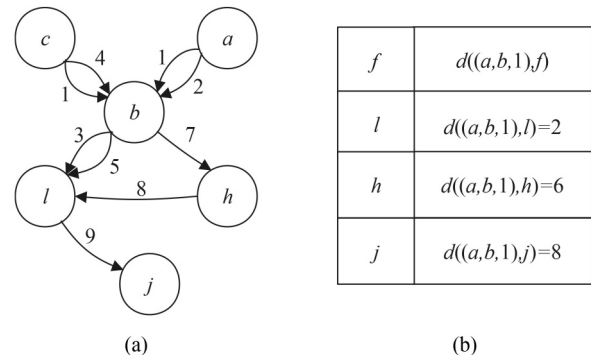 c
a
4
1
1
2
b
3
5
7
l
8
h
9
j
(a)
f d((a,b,1),f)
l d((a,b,1),l)=2
h d((a,b,1),h)=6
j d((a,b,1),j)=8
(b)